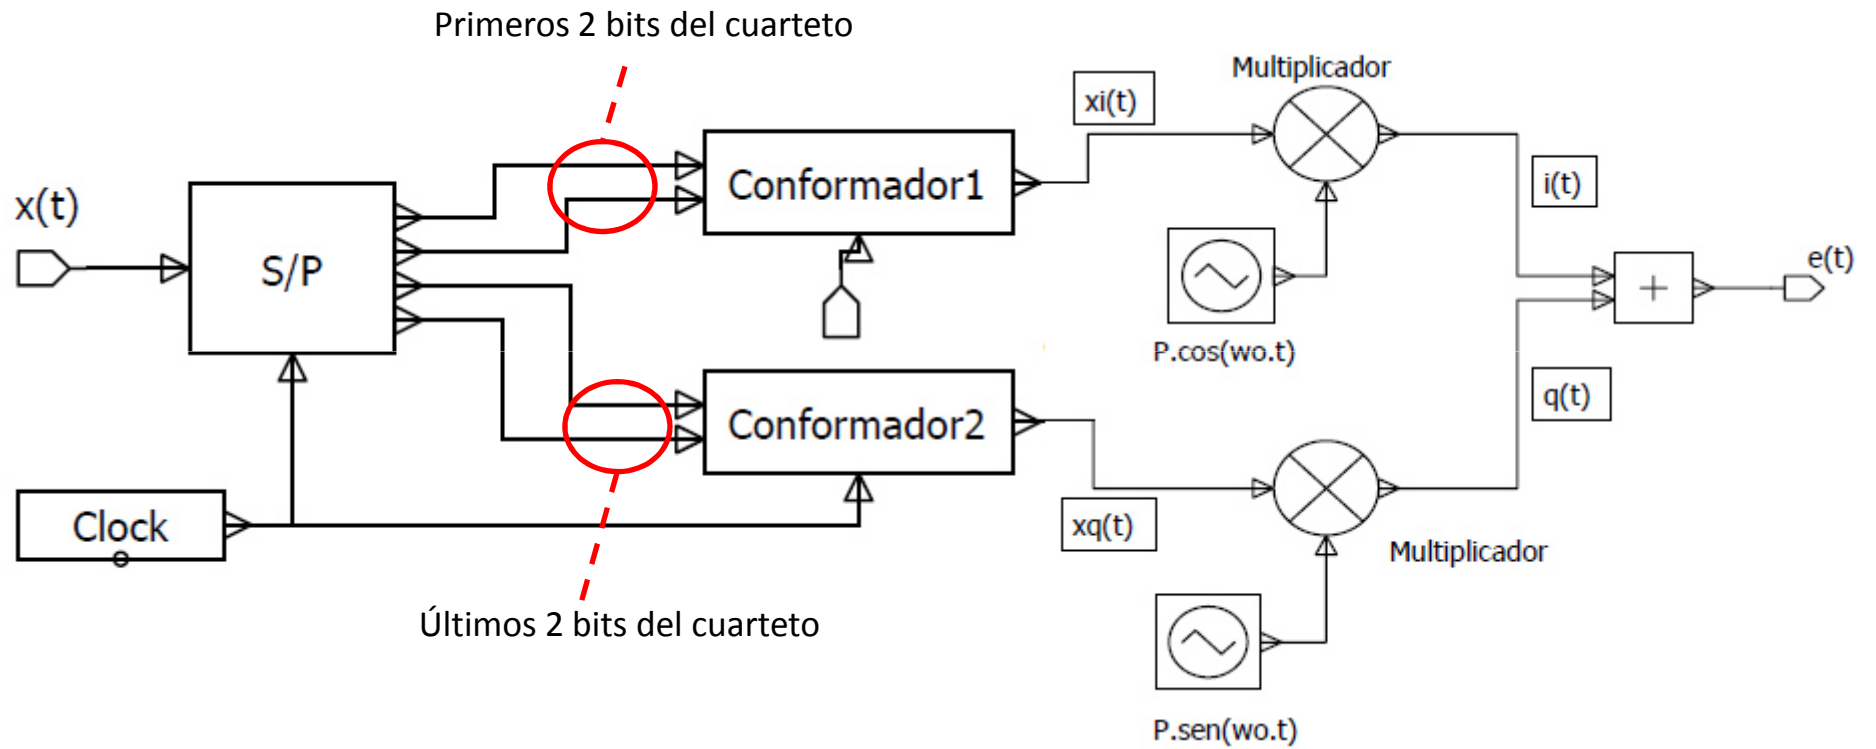 Primeros 2 bits del cuarteto
Multiplicador
xi(t)
x(t)
S/P
Conformador1
i(t)
P.cos(wo.t)
+
e(t)
Conformador2
q(t)
Clock
xq(t)
Multiplicador
Últimos 2 bits del cuarteto
P.sen(wo.t)